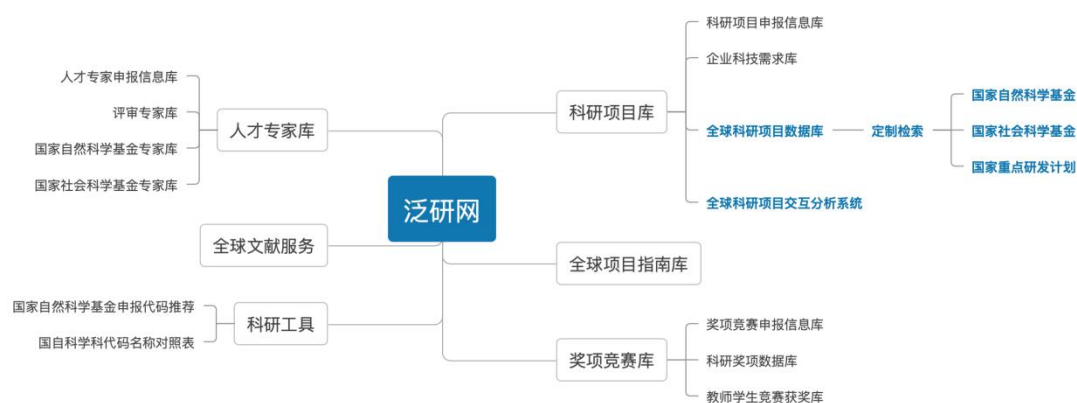 泛研网
人才专家库
人才专家申报信息库
评审专家库
国家自然科学基金专家库
国家社会科学基金专家库
全球文献服务
科研工具
国家自然科学基金申报代码推荐
国自科学科代码名称对照表
科研项目库
科研项目申报信息库
企业科技需求库
全球科研项目数据库
定制检索
国家自然科学基金
国家社会科学基金
国家重点研发计划
全球科研项目交互分析系统
全球项目指南库
奖项竞赛库
奖项竞赛申报信息库
科研奖项数据库
教师学生竞赛获奖库